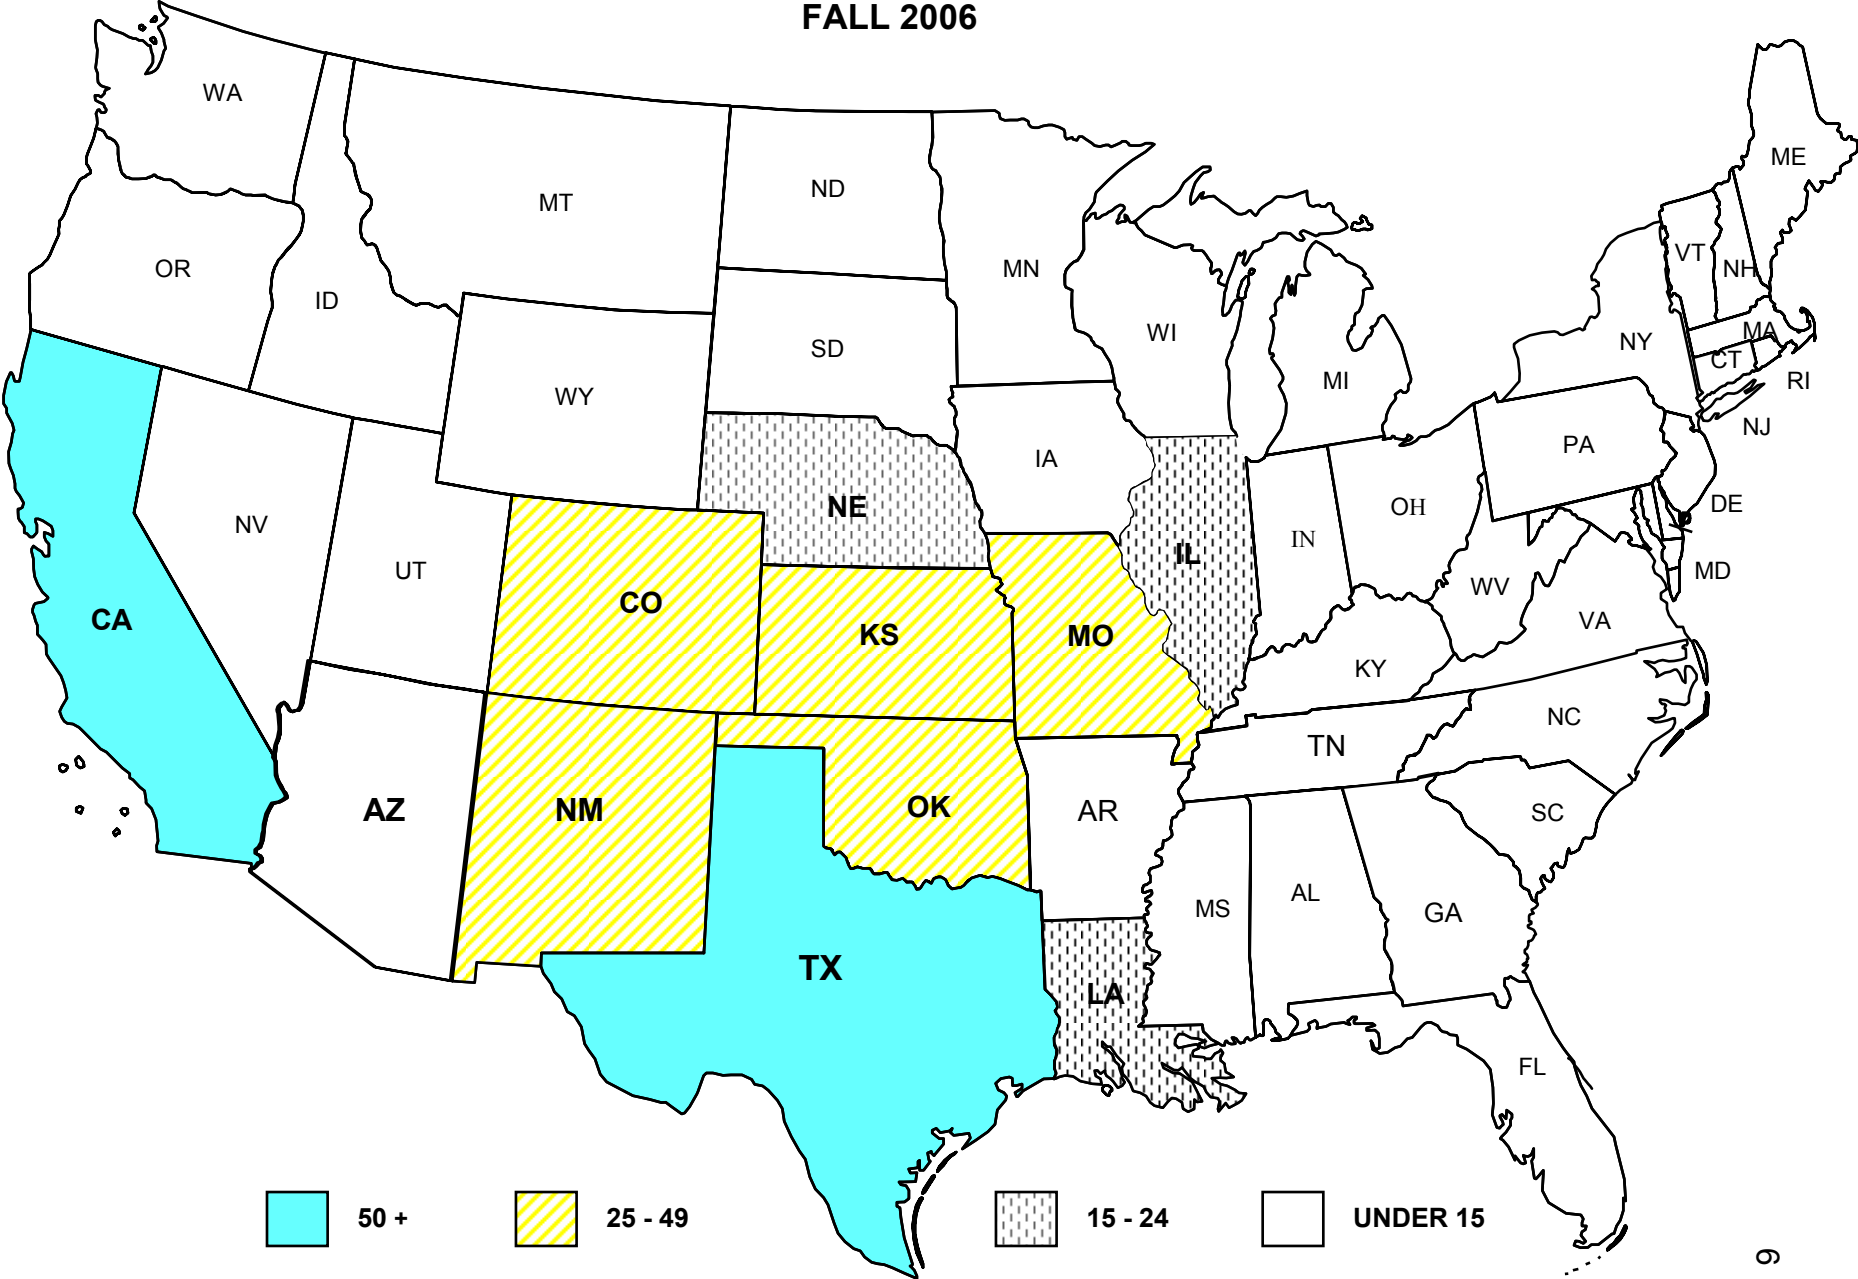 FALL 2006
WA
ME
MT
ND
VT
NH
OR
MN
ID
WI
MA
NY
SD
CT
MI
RI
WY
NJ
PA
IA
NE
OH
DE
NV
IN
IL
UT
MD
WV
CO
VA
CA
KS
MO
KY
NC
TN
AZ
NM
OK
AR
SC
AL
MS
GA
TX
LA
FL
50 +
25 - 49
15 - 24
UNDER 15
9